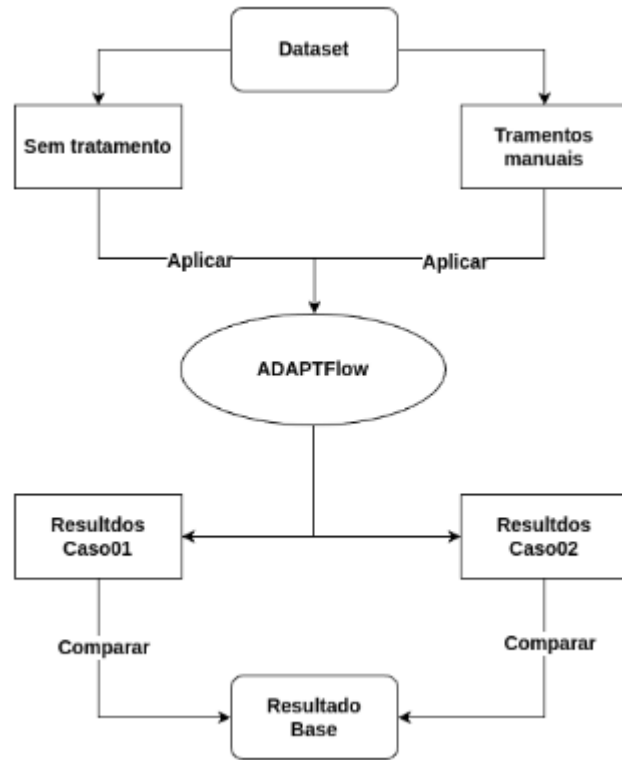 Dataset
Sem tratamento
Tramentos
manuais
Aplicar
Aplicar
ADAPTFlow
Resultdos
Caso01
Resultdos
Caso02
Comparar
Comparar
Resultado
Base